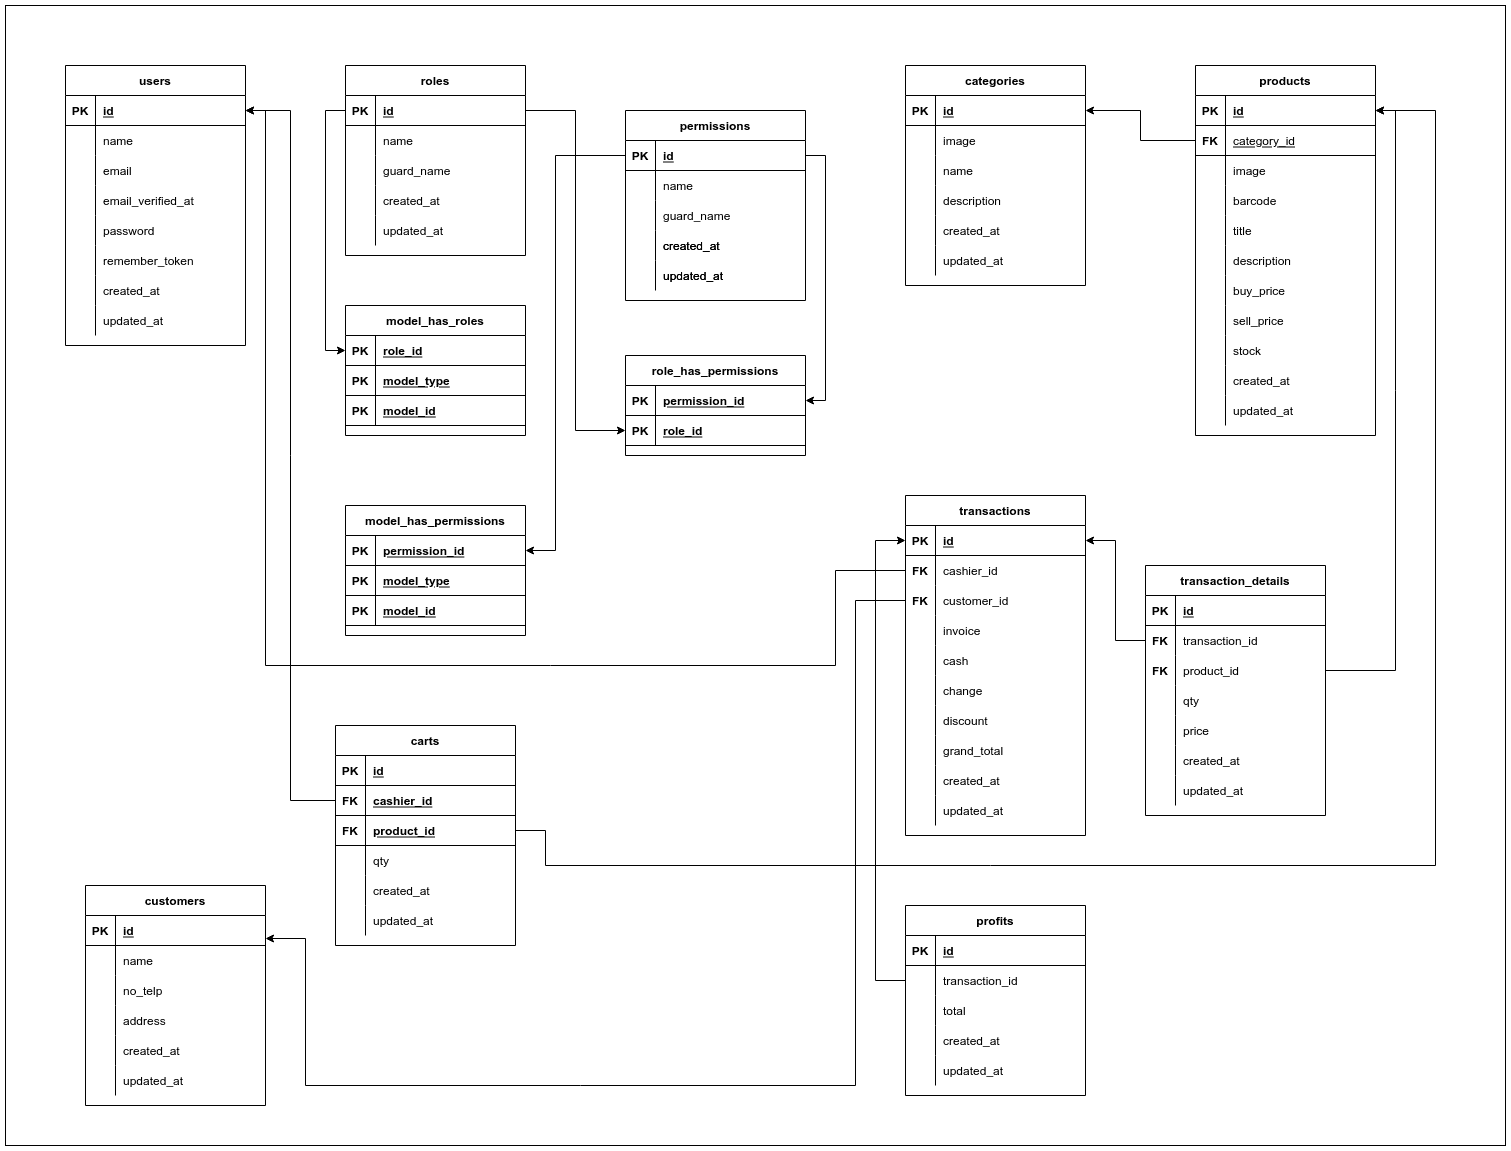 users
PK id
name
email
email_verified_at
password
remember_token
created_at
updated_at
roles
PK id
name
guard_name
created_at
updated_at
permissions
PK id
name
guard_name
created_at
updated_at
categories
PK id
image
name
description
created_at
updated_at
products
PK id
FK category_id
image
barcode
title
description
buy_price
sell_price
stock
created_at
updated_at
model_has_roles
PK role_id
PK model_type
PK model_id
role_has_permissions
PK permission_id
PK role_id
model_has_permissions
PK permission_id
PK model_type
PK model_id
transactions
PK id
FK cashier_id
FK customer_id
invoice
cash
change
discount
grand_total
created_at
updated_at
transaction_details
PK id
FK transaction_id
FK product_id
qty
price
created_at
updated_at
carts
PK id
FK cashier_id
FK product_id
qty
created_at
updated_at
customers
PK id
name
no_telp
address
created_at
updated_at
profits
PK id
transaction_id
total
created_at
updated_at